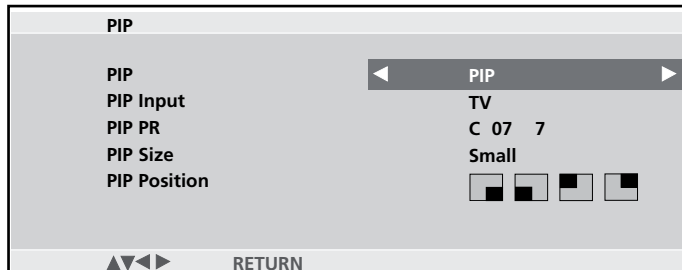 PIP
PIP PIP
PIP Input TV
PIP PR C 07 7
PIP Size Small
PIP Position
RETURN